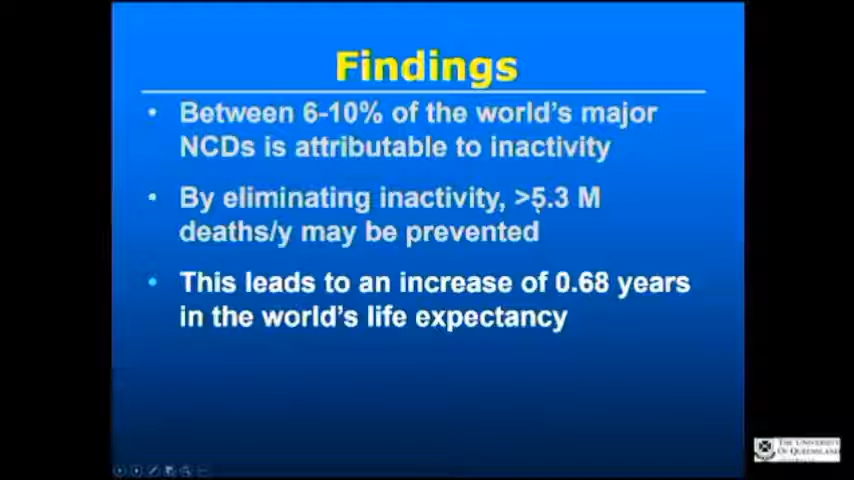 Findings
• Between 6-10% of the world's major
NCDs is attributable to inactivity
• By eliminating inactivity, >5.3 M
deaths/y may be prevented
• This leads to an increase of 0.68 years
in the world's life expectancy
THE UNIVERSITY
OF QUEENSLAND